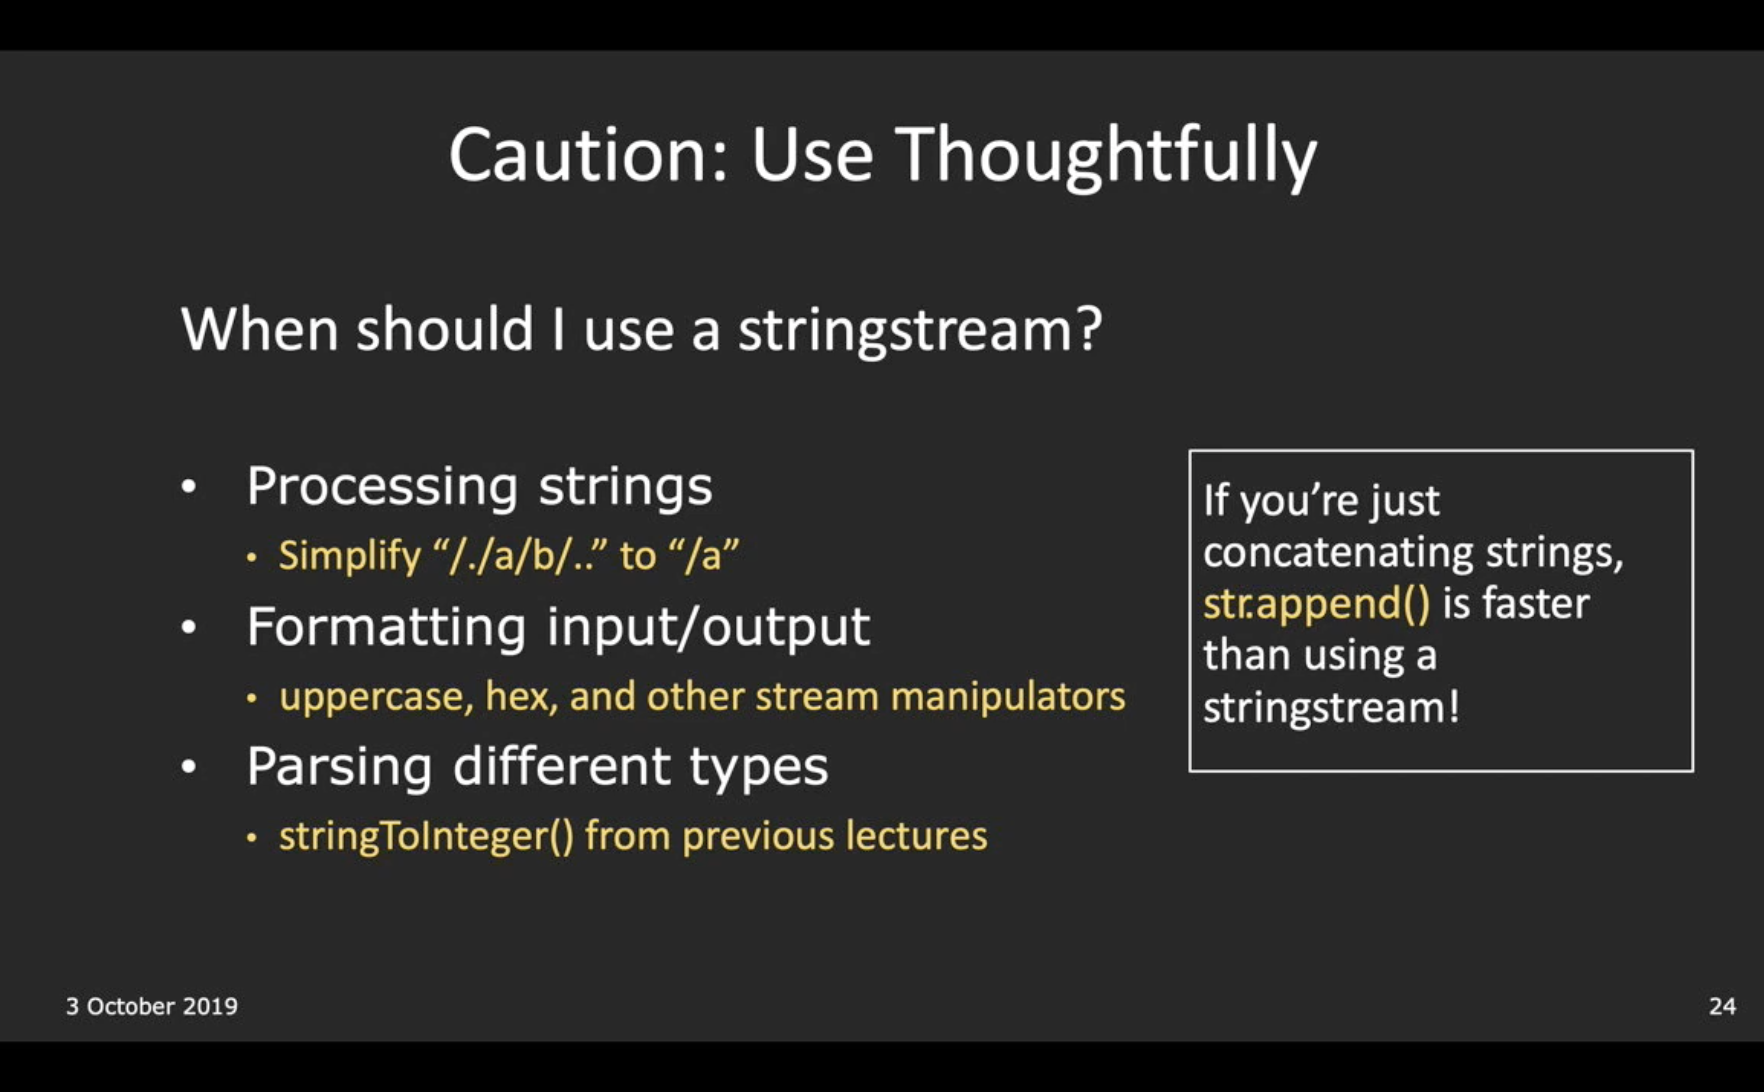 Caution: Use Thoughtfully
When should I use a stringstream?
• Processing strings
• Simplify “/./a/b/..” to “/a”
• Formatting input/output
• uppercase, hex, and other stream manipulators
• Parsing different types
• stringToInteger() from previous lectures
If you’re just
concatenating strings,
str.append() is faster
than using a
stringstream!
3 October 2019
24